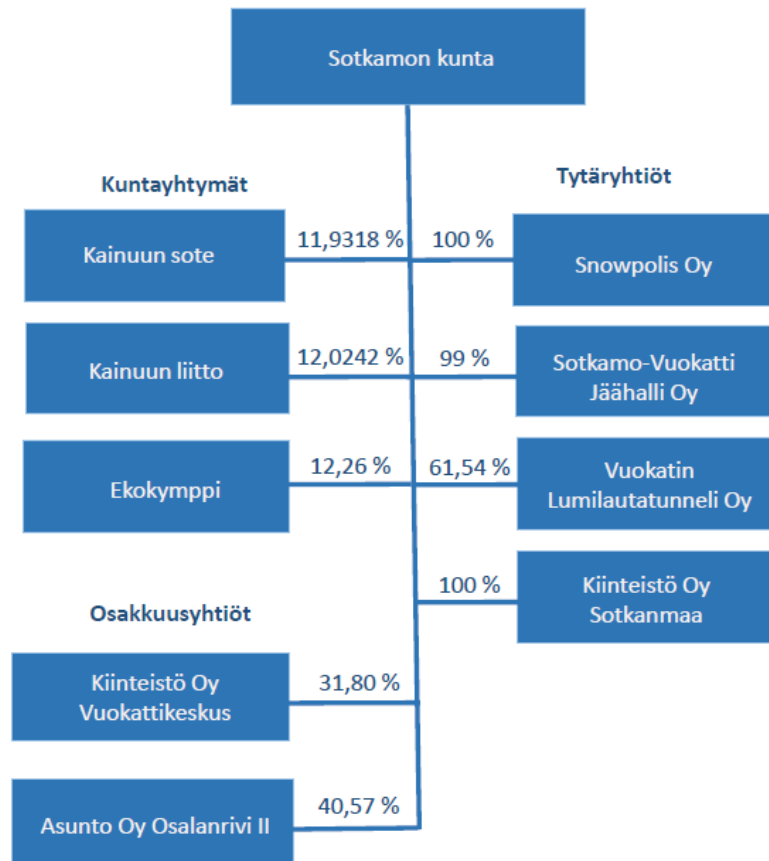 Sotkamon kunta
Kuntayhtymät
Tytäryhtiöt
Kainuun sote
11,9318 %
100 %
Snowpolis Oy
Kainuun liitto
12,0242 %
99 %
Sotkamo-Vuokatti
Jäähalli Oy
Ekokymppi
12,26 %
61,54 %
Vuokatin
Lumilautatunneli Oy
100 %
Kiinteistö Oy
Sotkanmaa
Osakkuusyhtiöt
Kiinteistö Oy
Vuokattikeskus
31,80 %
Asunto Oy Osalanrivi II
40,57 %